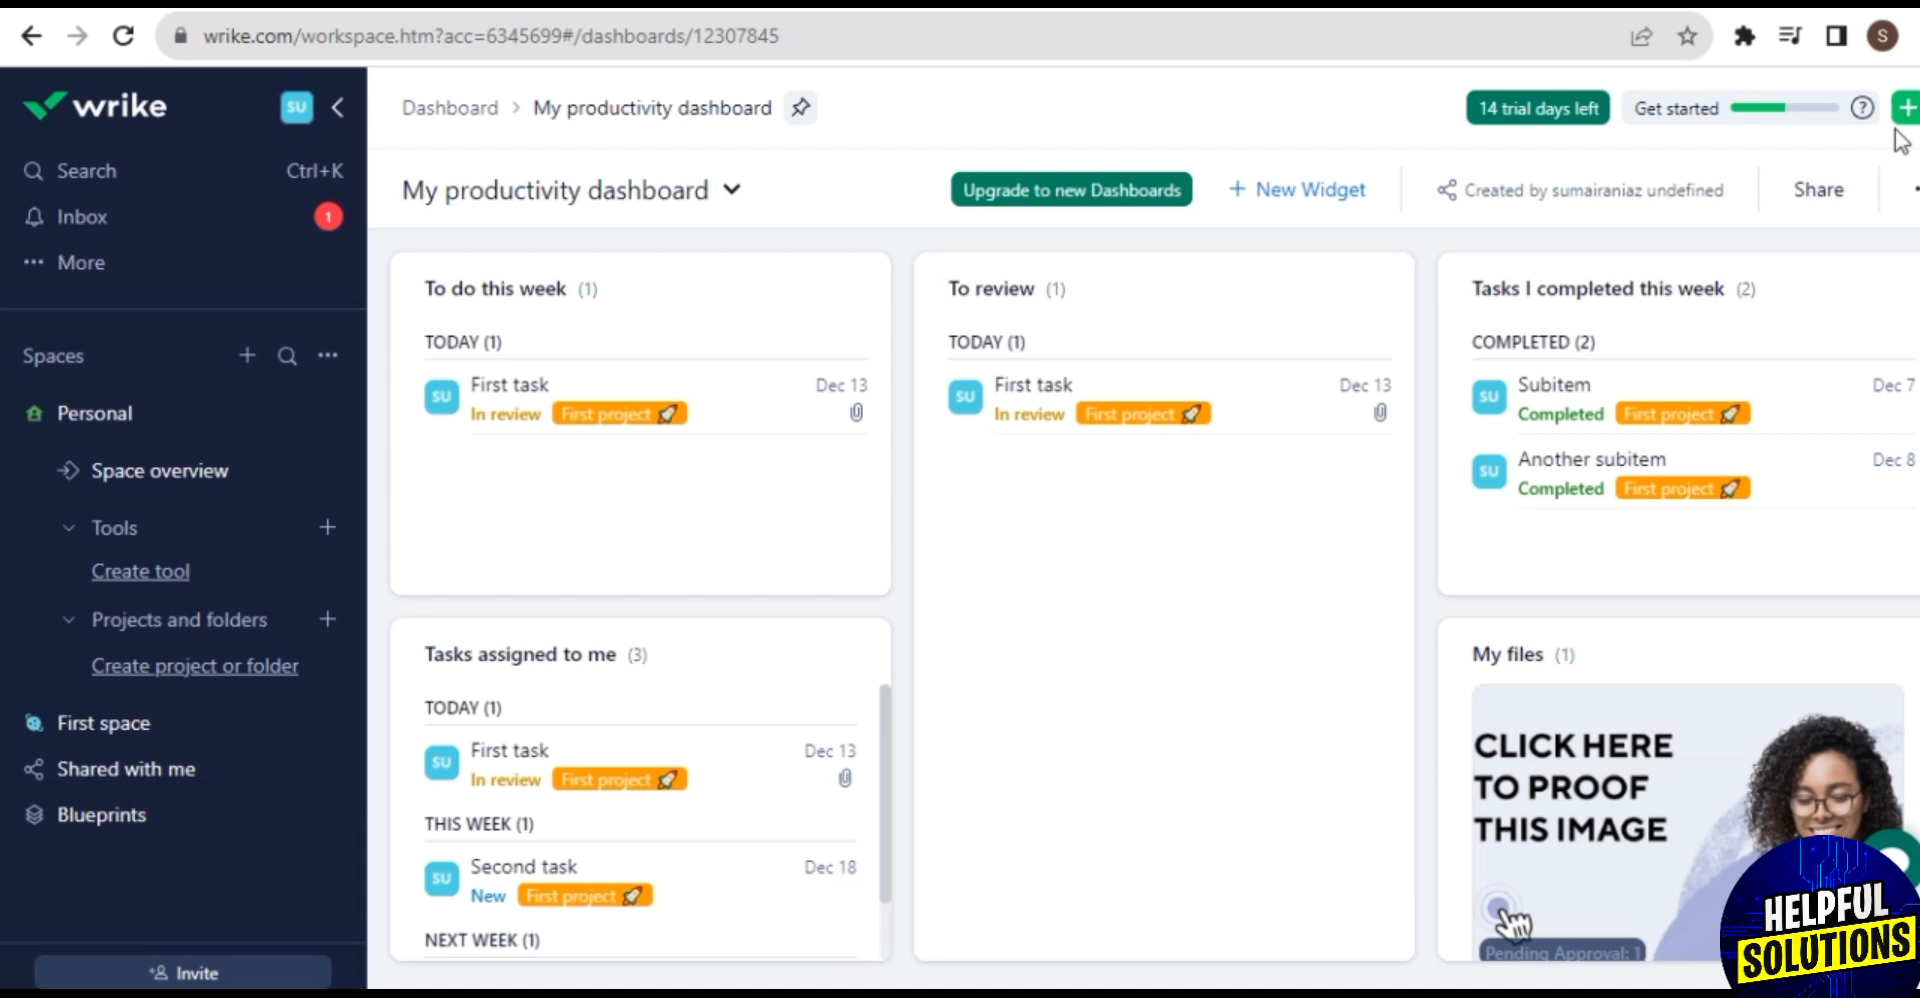 wrike.com/workspace.htm?acc=6345699#/dashboards/12307845
S
wrike
SU
Search Ctrl+K
Inbox 1
More
Spaces
Personal
Space overview
Tools
Create tool
Projects and folders
Create project or folder
First space
Shared with me
Blueprints
Invite
Dashboard > My productivity dashboard
14 trial days left
Get started
?
My productivity dashboard
Upgrade to new Dashboards
+ New Widget
Created by sumairaniaz undefined
Share
To do this week (1)
TODAY (1)
SU
First task Dec 13
In review First project 🚀
Tasks assigned to me (3)
TODAY (1)
SU
First task Dec 13
In review First project 🚀
THIS WEEK (1)
SU
Second task Dec 18
New First project 🚀
NEXT WEEK (1)
To review (1)
TODAY (1)
SU
First task Dec 13
In review First project 🚀
Tasks I completed this week (2)
COMPLETED (2)
SU
Subitem Dec 7
Completed First project 🚀
SU
Another subitem Dec 8
Completed First project 🚀
My files (1)
CLICK HERE
TO PROOF
THIS IMAGE
Pending Approval: 1
HELPFUL
SOLUTIONS